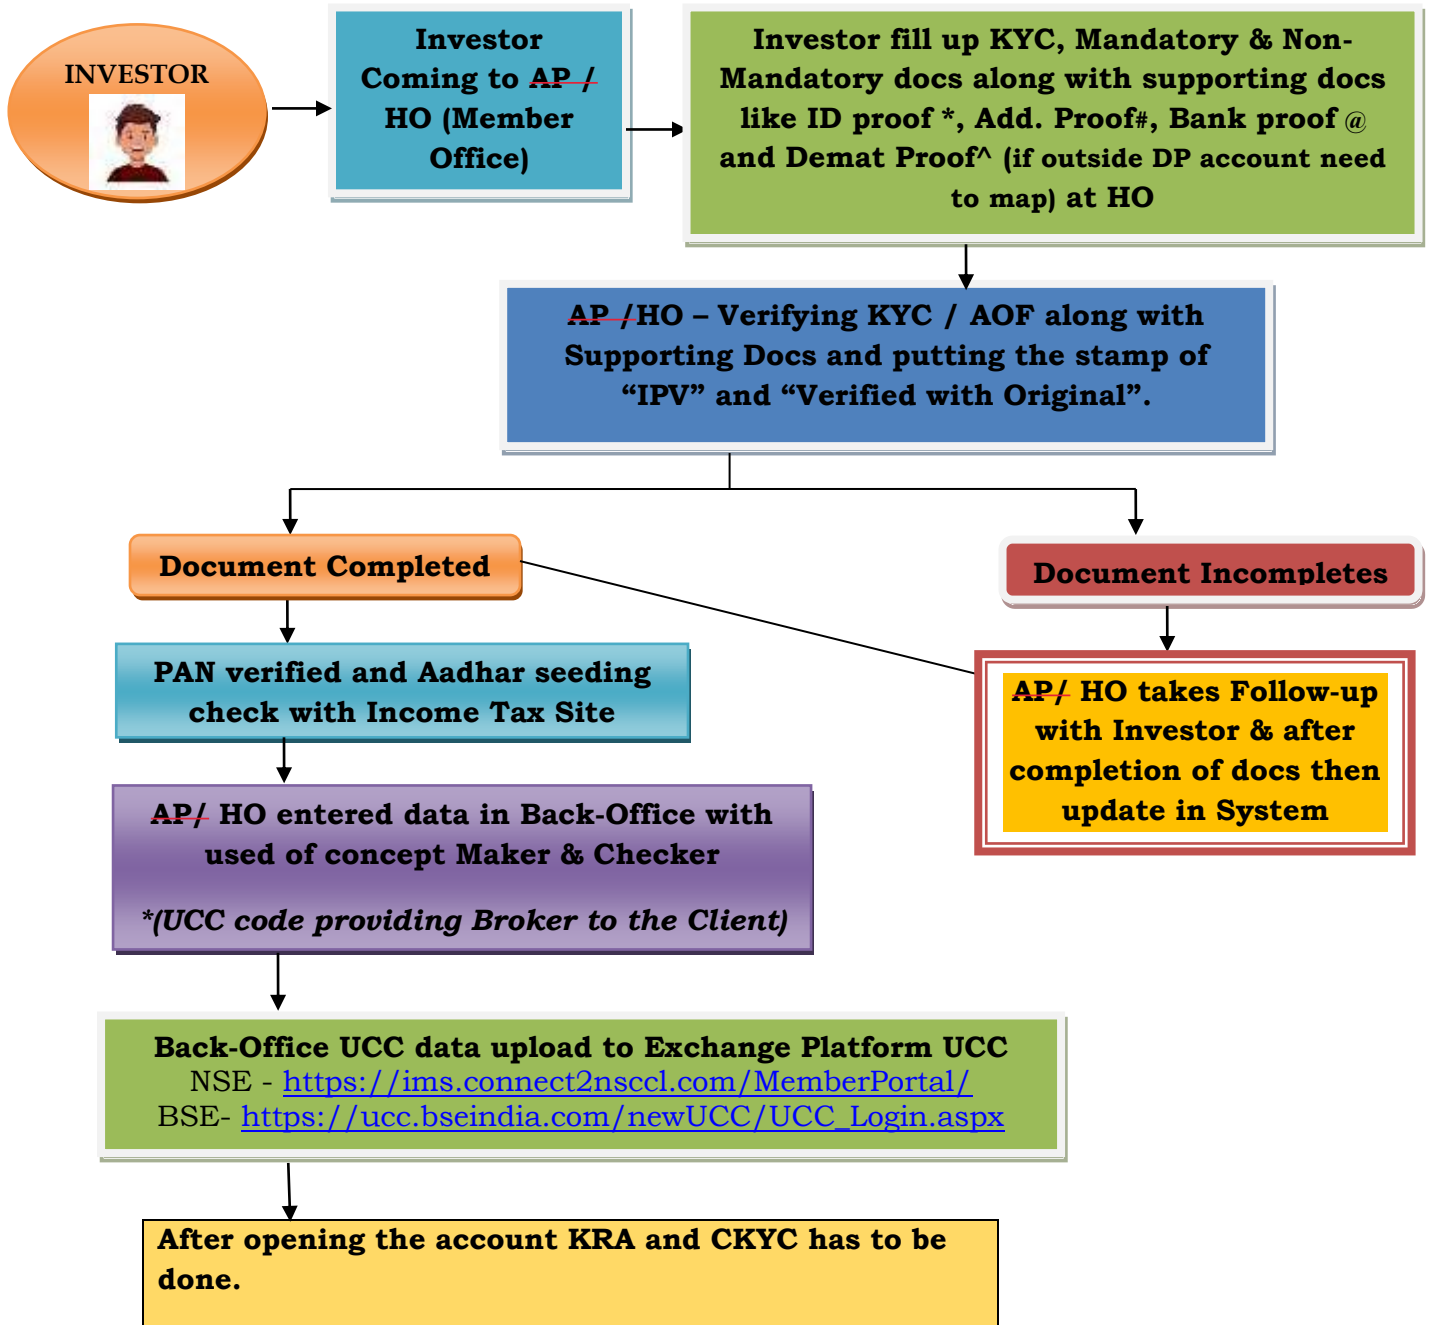 INVESTOR
Investor
Coming to AP /
HO (Member
Office)
Investor fill up KYC, Mandatory & Non-
Mandatory docs along with supporting docs
like ID proof *, Add. Proof#, Bank proof @
and Demat Proof^ (if outside DP account need
to map) at HO
AP /HO – Verifying KYC / AOF along with
Supporting Docs and putting the stamp of
“IPV” and “Verified with Original”.
Document Completed
Document Incompletes
PAN verified and Aadhar seeding
check with Income Tax Site
AP/ HO takes Follow-up
with Investor & after
completion of docs then
update in System
AP/ HO entered data in Back-Office with
used of concept Maker & Checker
*(UCC code providing Broker to the Client)
Back-Office UCC data upload to Exchange Platform UCC
NSE - https://ims.connect2nsccl.com/MemberPortal/
BSE- https://ucc.bseindia.com/newUCC/UCC_Login.aspx
After opening the account KRA and CKYC has to be
done.